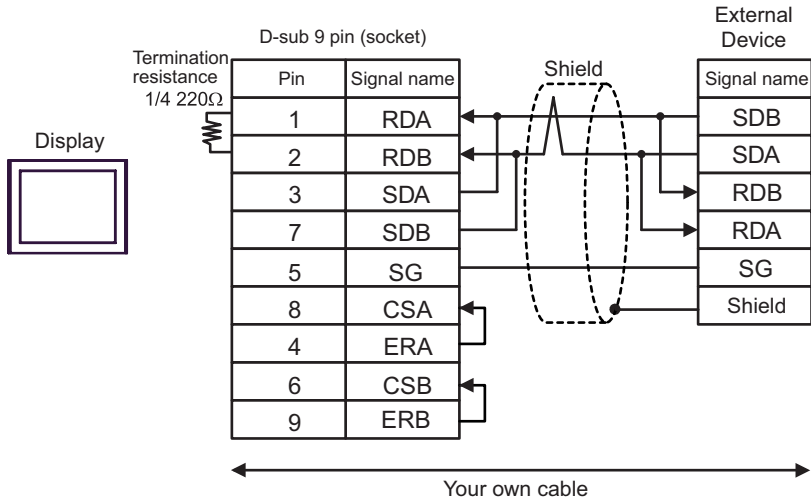 External
Device
D-sub 9 pin (socket)
Termination
resistance
1/4 220Ω
Pin Signal name
Shield
Signal name
1 RDA
SDB
2 RDB
SDA
Display
3 SDA
RDB
7 SDB
RDA
5 SG
SG
8 CSA
Shield
4 ERA
6 CSB
9 ERB
Your own cable